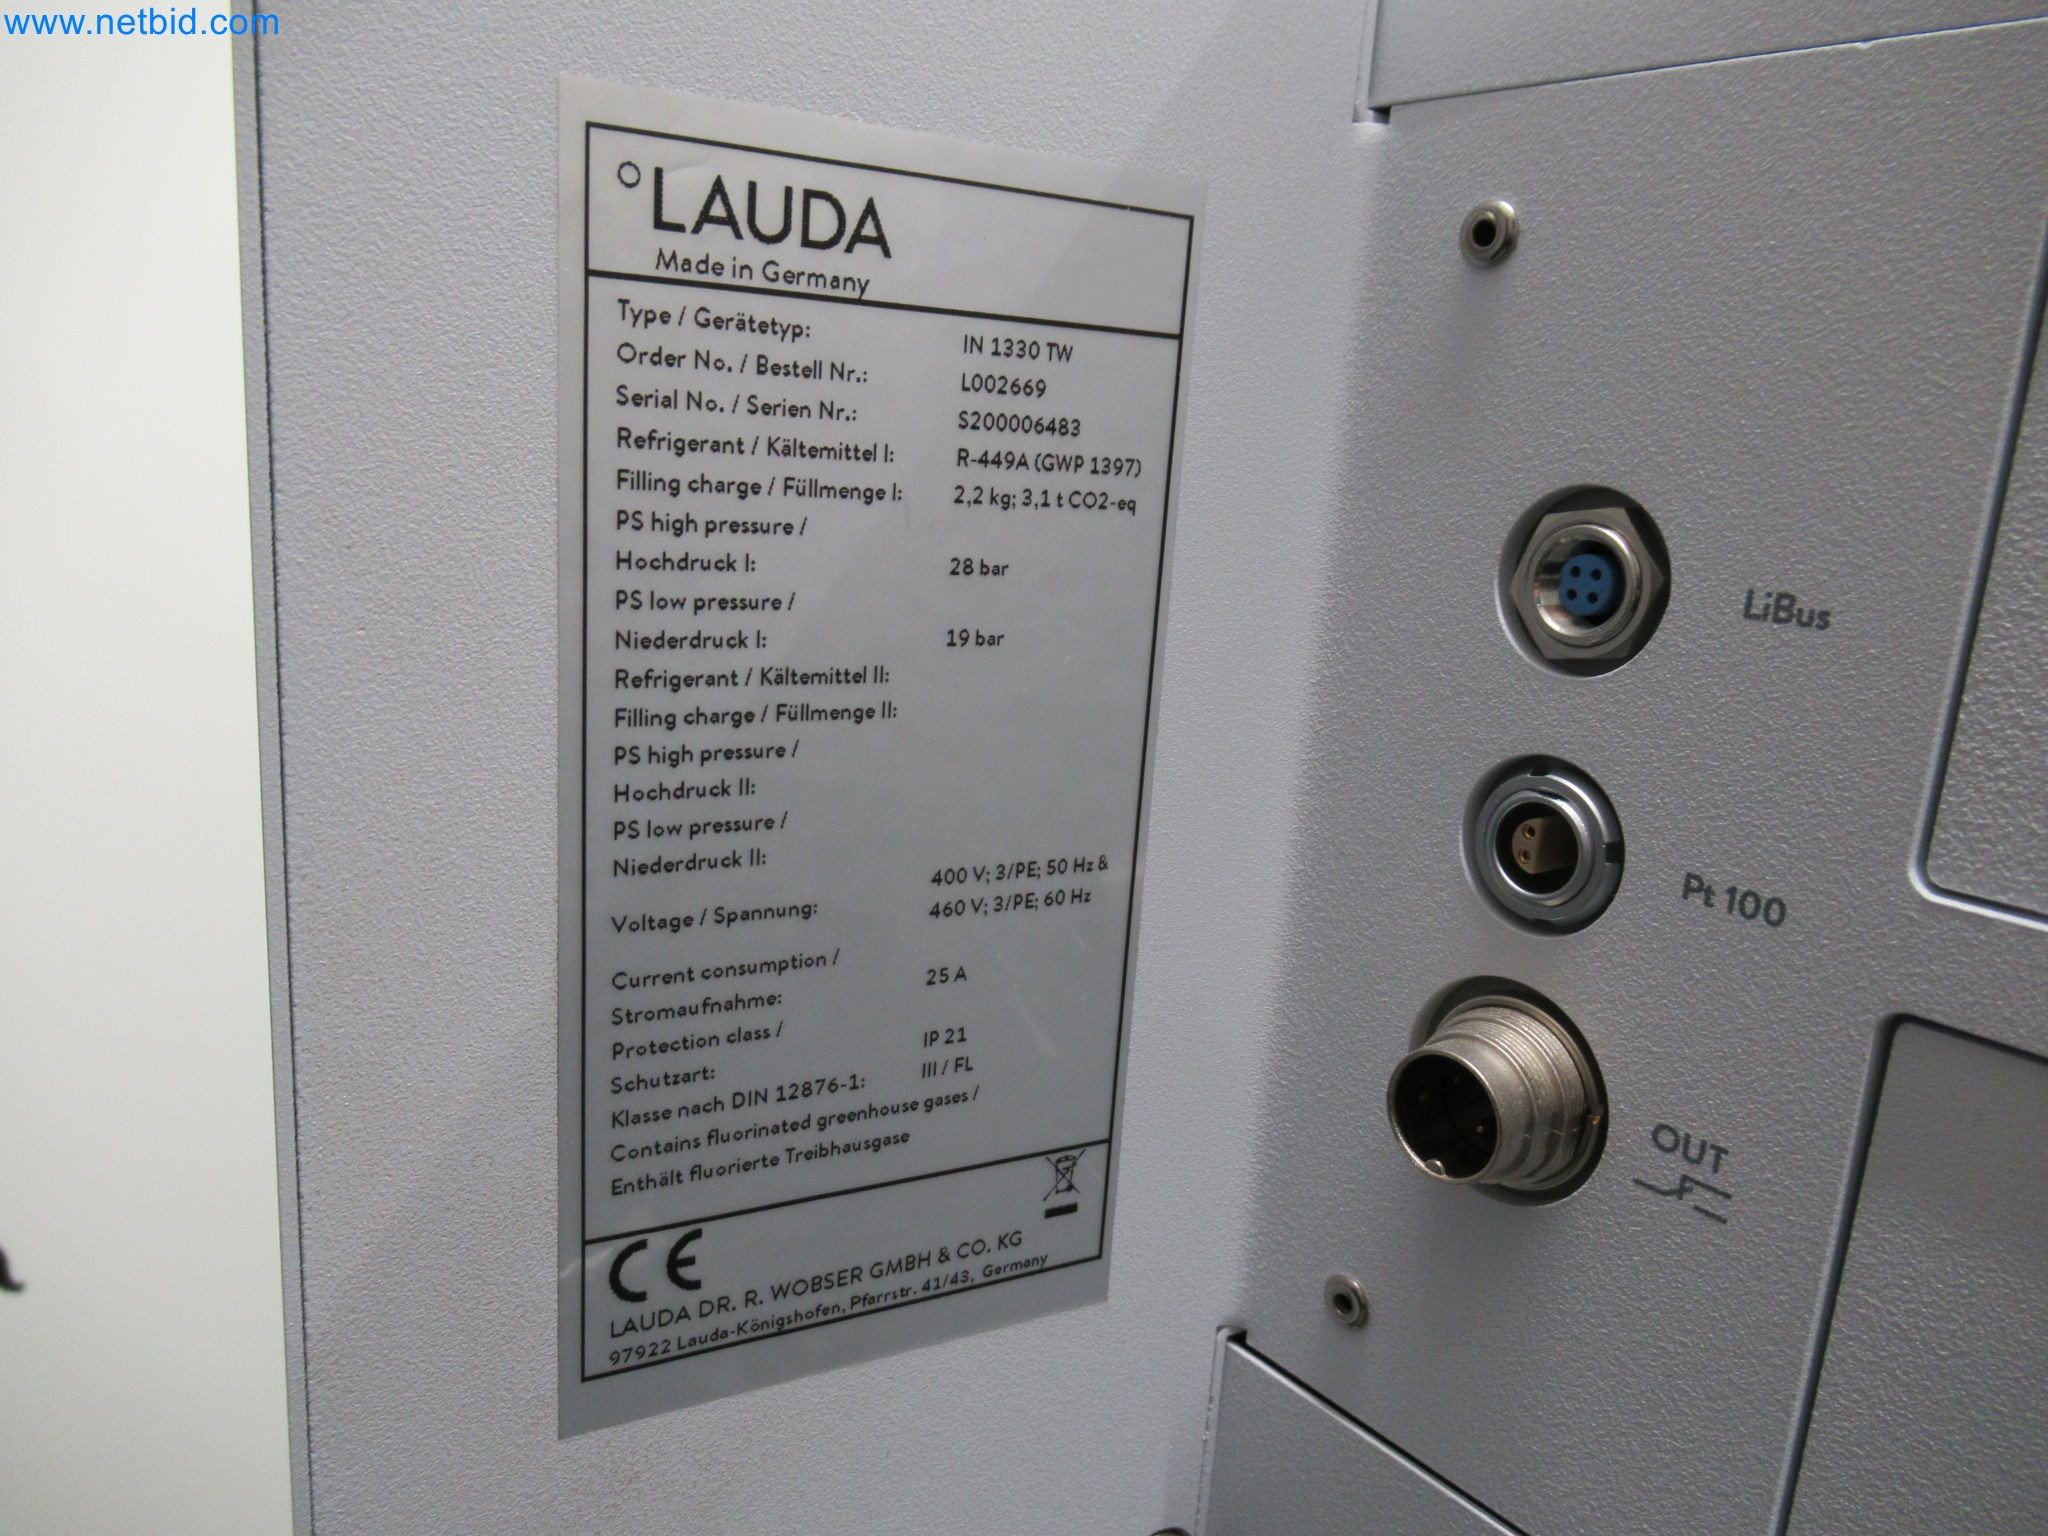 www.netbid.com
°LAUDA
Made in Germany
Type / Gerätetyp: IN 1330 TW
Order No. / Bestell Nr.: L002669
Serial No. / Serien Nr.: S200006483
Refrigerant / Kältemittel I: R-449A (GWP 1397)
Filling charge / Füllmenge I: 2,2 kg; 3,1 t CO2-eq
PS high pressure /
Hochdruck I: 28 bar
PS low pressure /
Niederdruck I: 19 bar
Refrigerant / Kältemittel II:
Filling charge / Füllmenge II:
PS high pressure /
Hochdruck II:
PS low pressure /
Niederdruck II:
400 V; 3/PE; 50 Hz &
Voltage / Spannung: 460 V; 3/PE; 60 Hz
Current consumption /
Stromaufnahme: 25 A
Protection class /
Schutzart: IP 21
Klasse nach DIN 12876-1: III / FL
Contains fluorinated greenhouse gases /
Enthält fluorierte Treibhausgase
CE
LAUDA DR. R. WOBSER GMBH & CO. KG
97922 Lauda-Königshofen, Pfarrstr. 41/43, Germany
LiBus
Pt 100
OUT